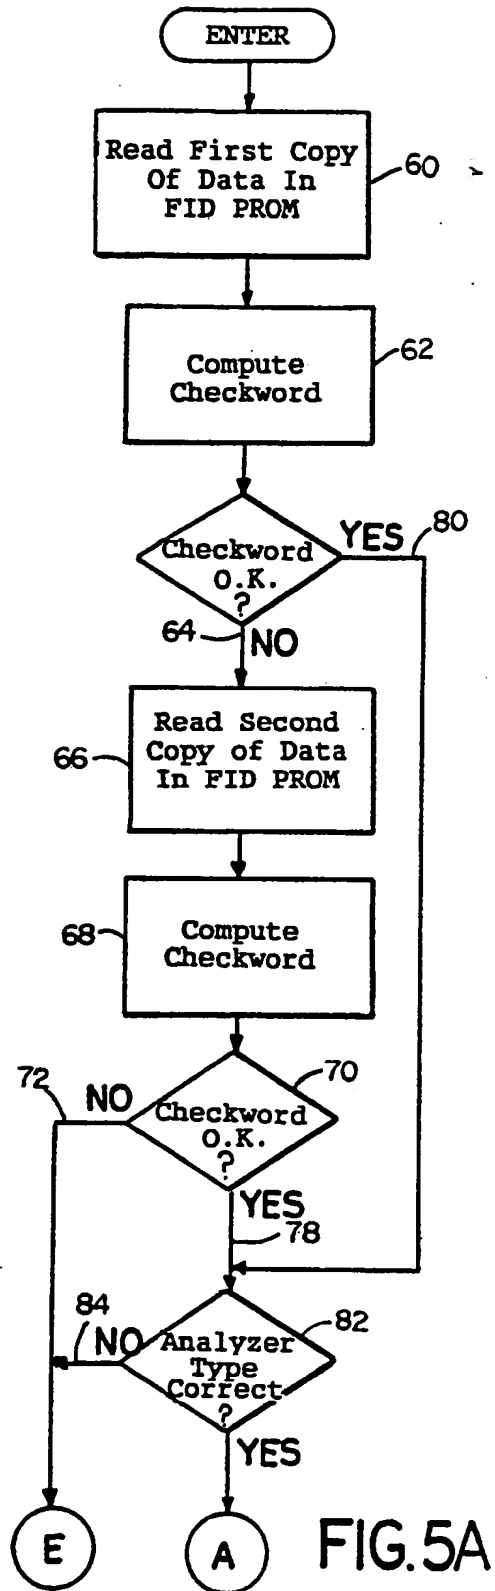 ENTER
Read First Copy
Of Data In
FID PROM
60
Compute
Checkword
62
Checkword
O.K.
?
YES
80
64
NO
Read Second
Copy of Data
In FID PROM
66
Compute
Checkword
68
72
NO
Checkword
O.K.
?
70
YES
78
84
NO
Analyzer
Type
Correct
?
82
YES
E
A
FIG.5A